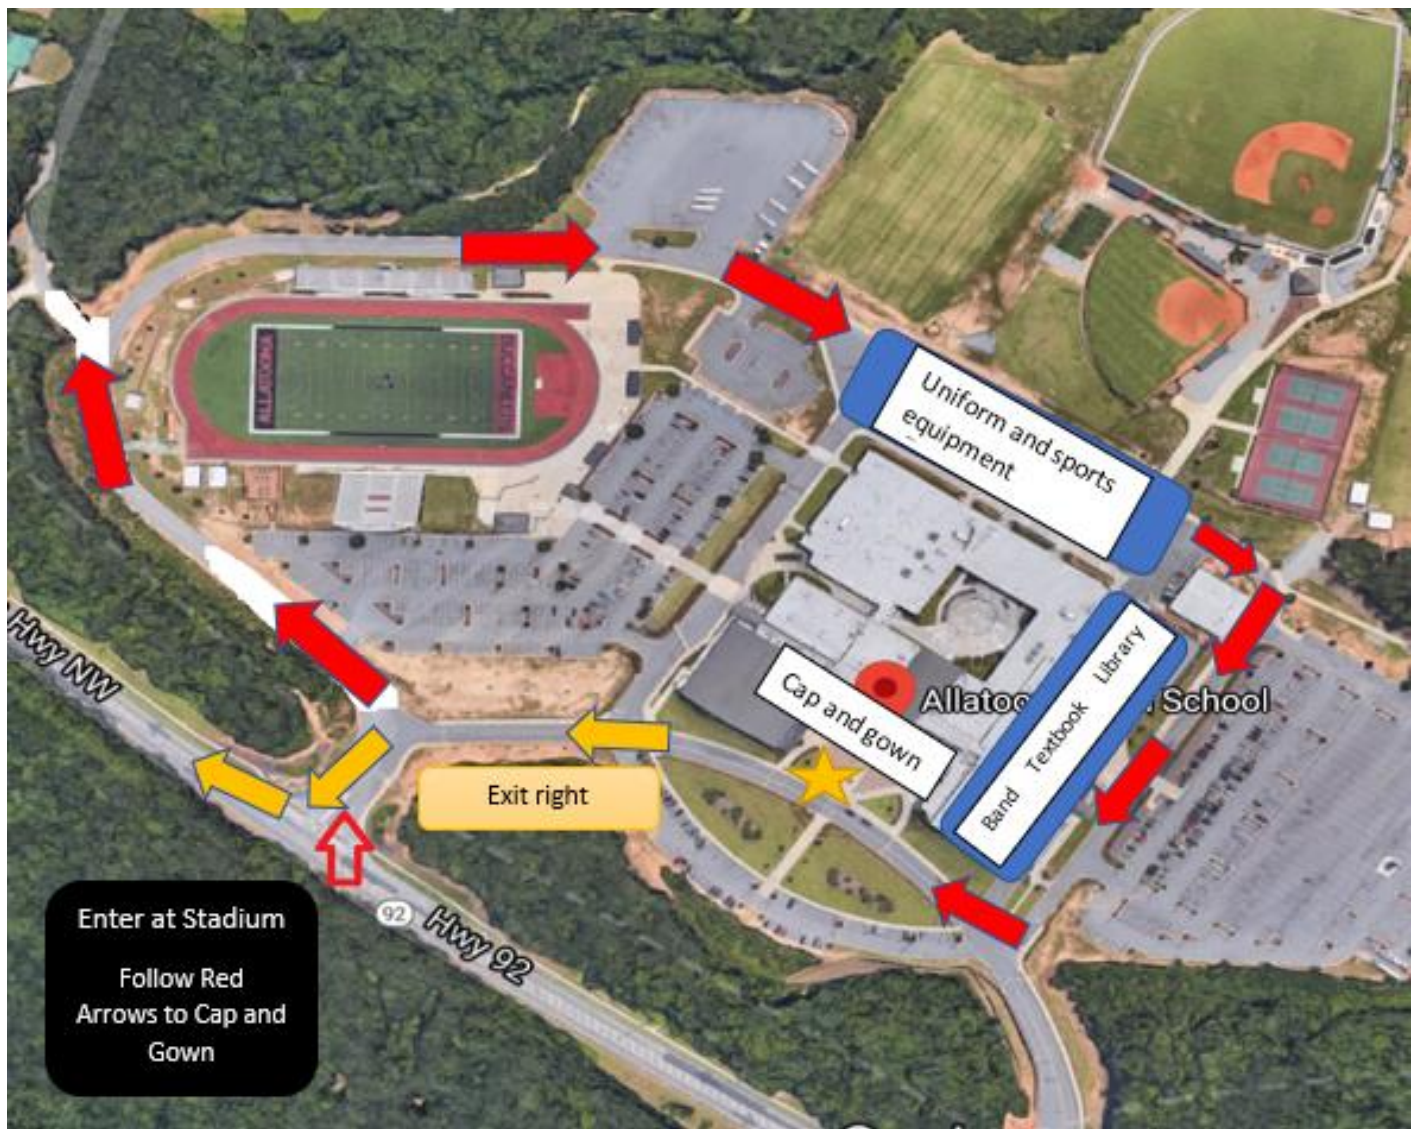 Uniform and sports
equipment
Library
Textbook
Band
Cap and gown
Allatoo
School
ALLATOONA
Exit right
Hwy NW
92
Hwy 92
Enter at Stadium
Follow Red
Arrows to Cap and
Gown